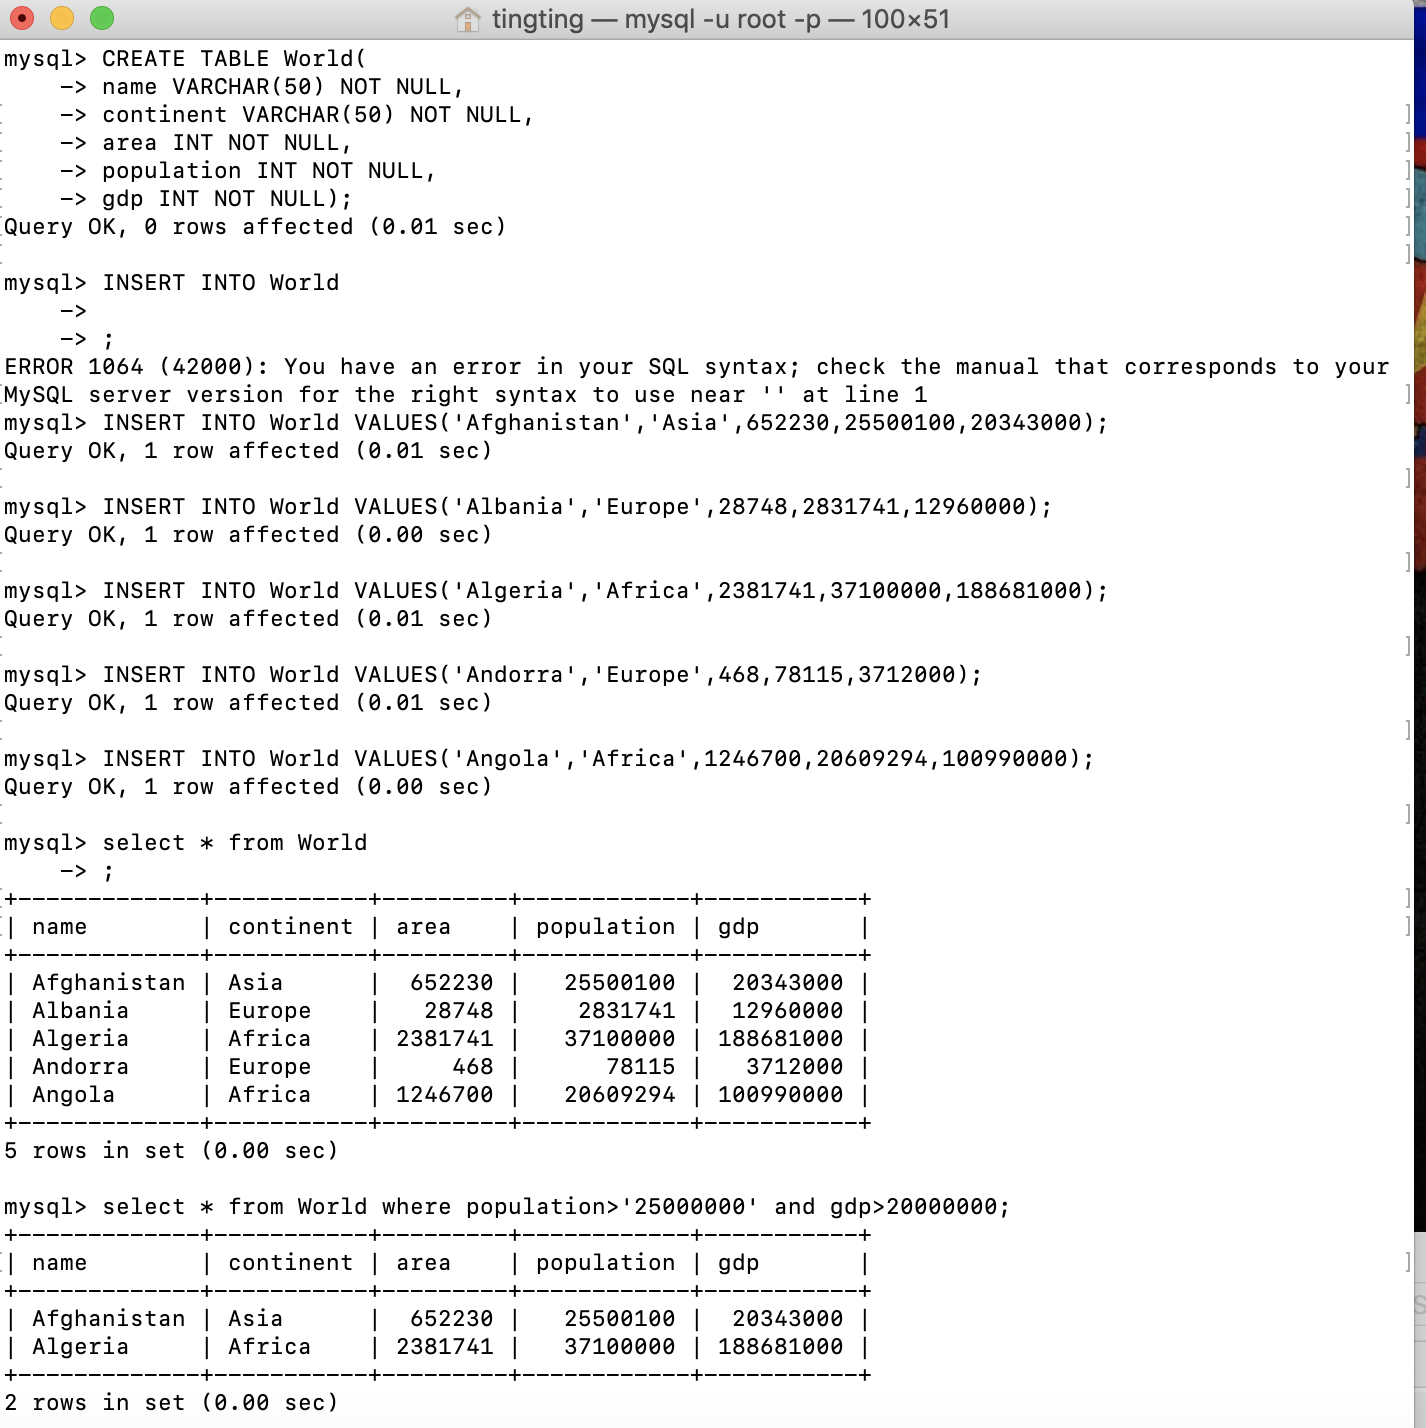 tingting — mysql -u root -p — 100×51
mysql> CREATE TABLE World(
    -> name VARCHAR(50) NOT NULL,
    -> continent VARCHAR(50) NOT NULL,
    -> area INT NOT NULL,
    -> population INT NOT NULL,
    -> gdp INT NOT NULL);
Query OK, 0 rows affected (0.01 sec)
mysql> INSERT INTO World
    ->
    -> ;
ERROR 1064 (42000): You have an error in your SQL syntax; check the manual that corresponds to your
MySQL server version for the right syntax to use near '' at line 1
mysql> INSERT INTO World VALUES('Afghanistan','Asia',652230,25500100,20343000);
Query OK, 1 row affected (0.01 sec)
mysql> INSERT INTO World VALUES('Albania','Europe',28748,2831741,12960000);
Query OK, 1 row affected (0.00 sec)
mysql> INSERT INTO World VALUES('Algeria','Africa',2381741,37100000,188681000);
Query OK, 1 row affected (0.01 sec)
mysql> INSERT INTO World VALUES('Andorra','Europe',468,78115,3712000);
Query OK, 1 row affected (0.01 sec)
mysql> INSERT INTO World VALUES('Angola','Africa',1246700,20609294,100990000);
Query OK, 1 row affected (0.00 sec)
mysql> select * from World
    -> ;
+-------------+-----------+---------+------------+-----------+
| name        | continent | area    | population | gdp       |
+-------------+-----------+---------+------------+-----------+
| Afghanistan | Asia      |  652230 |   25500100 |  20343000 |
| Albania     | Europe    |   28748 |    2831741 |  12960000 |
| Algeria     | Africa    | 2381741 |   37100000 | 188681000 |
| Andorra     | Europe    |     468 |      78115 |   3712000 |
| Angola      | Africa    | 1246700 |   20609294 | 100990000 |
+-------------+-----------+---------+------------+-----------+
5 rows in set (0.00 sec)
mysql> select * from World where population>'25000000' and gdp>20000000;
+-------------+-----------+---------+------------+-----------+
| name        | continent | area    | population | gdp       |
+-------------+-----------+---------+------------+-----------+
| Afghanistan | Asia      |  652230 |   25500100 |  20343000 |
| Algeria     | Africa    | 2381741 |   37100000 | 188681000 |
+-------------+-----------+---------+------------+-----------+
2 rows in set (0.00 sec)